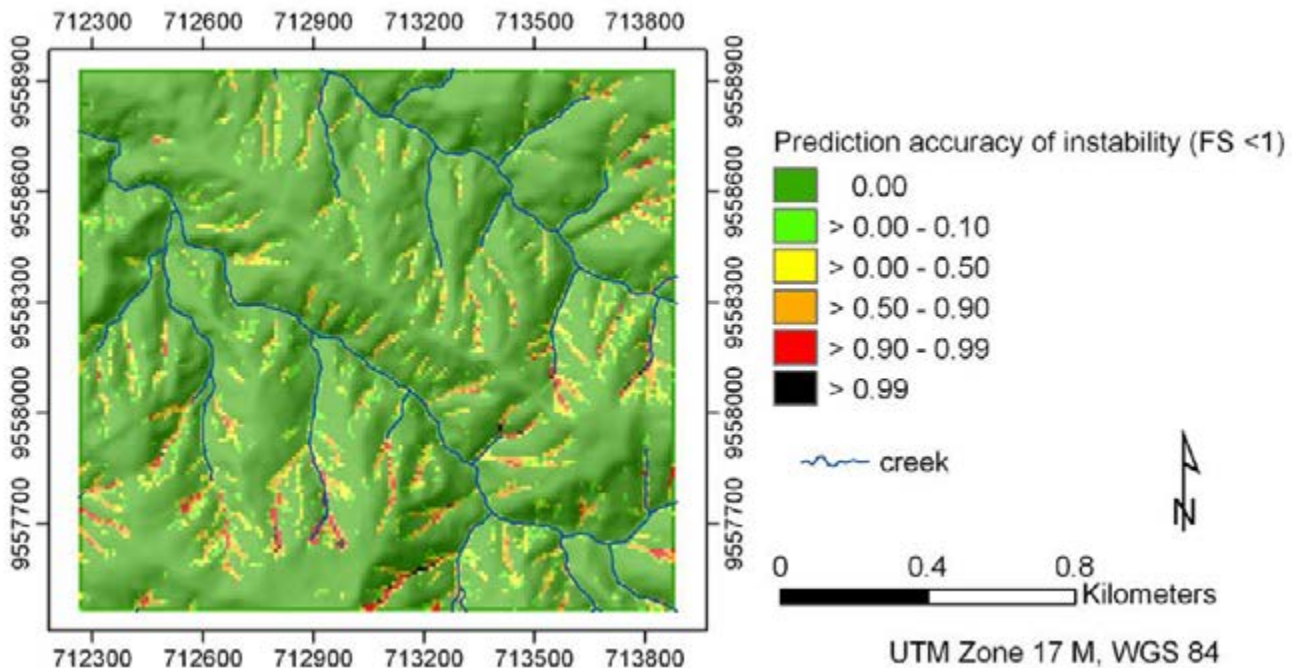 712300 712600 712900 713200 713500 713800
9558900
9558600
9558300
9558000
9557700
9558900
9558600
9558300
9558000
9557700
712300 712600 712900 713200 713500 713800
Prediction accuracy of instability (FS <1)
0.00
> 0.00 - 0.10
> 0.00 - 0.50
> 0.50 - 0.90
> 0.90 - 0.99
> 0.99
creek
N
0 0.4 0.8
Kilometers
UTM Zone 17 M, WGS 84